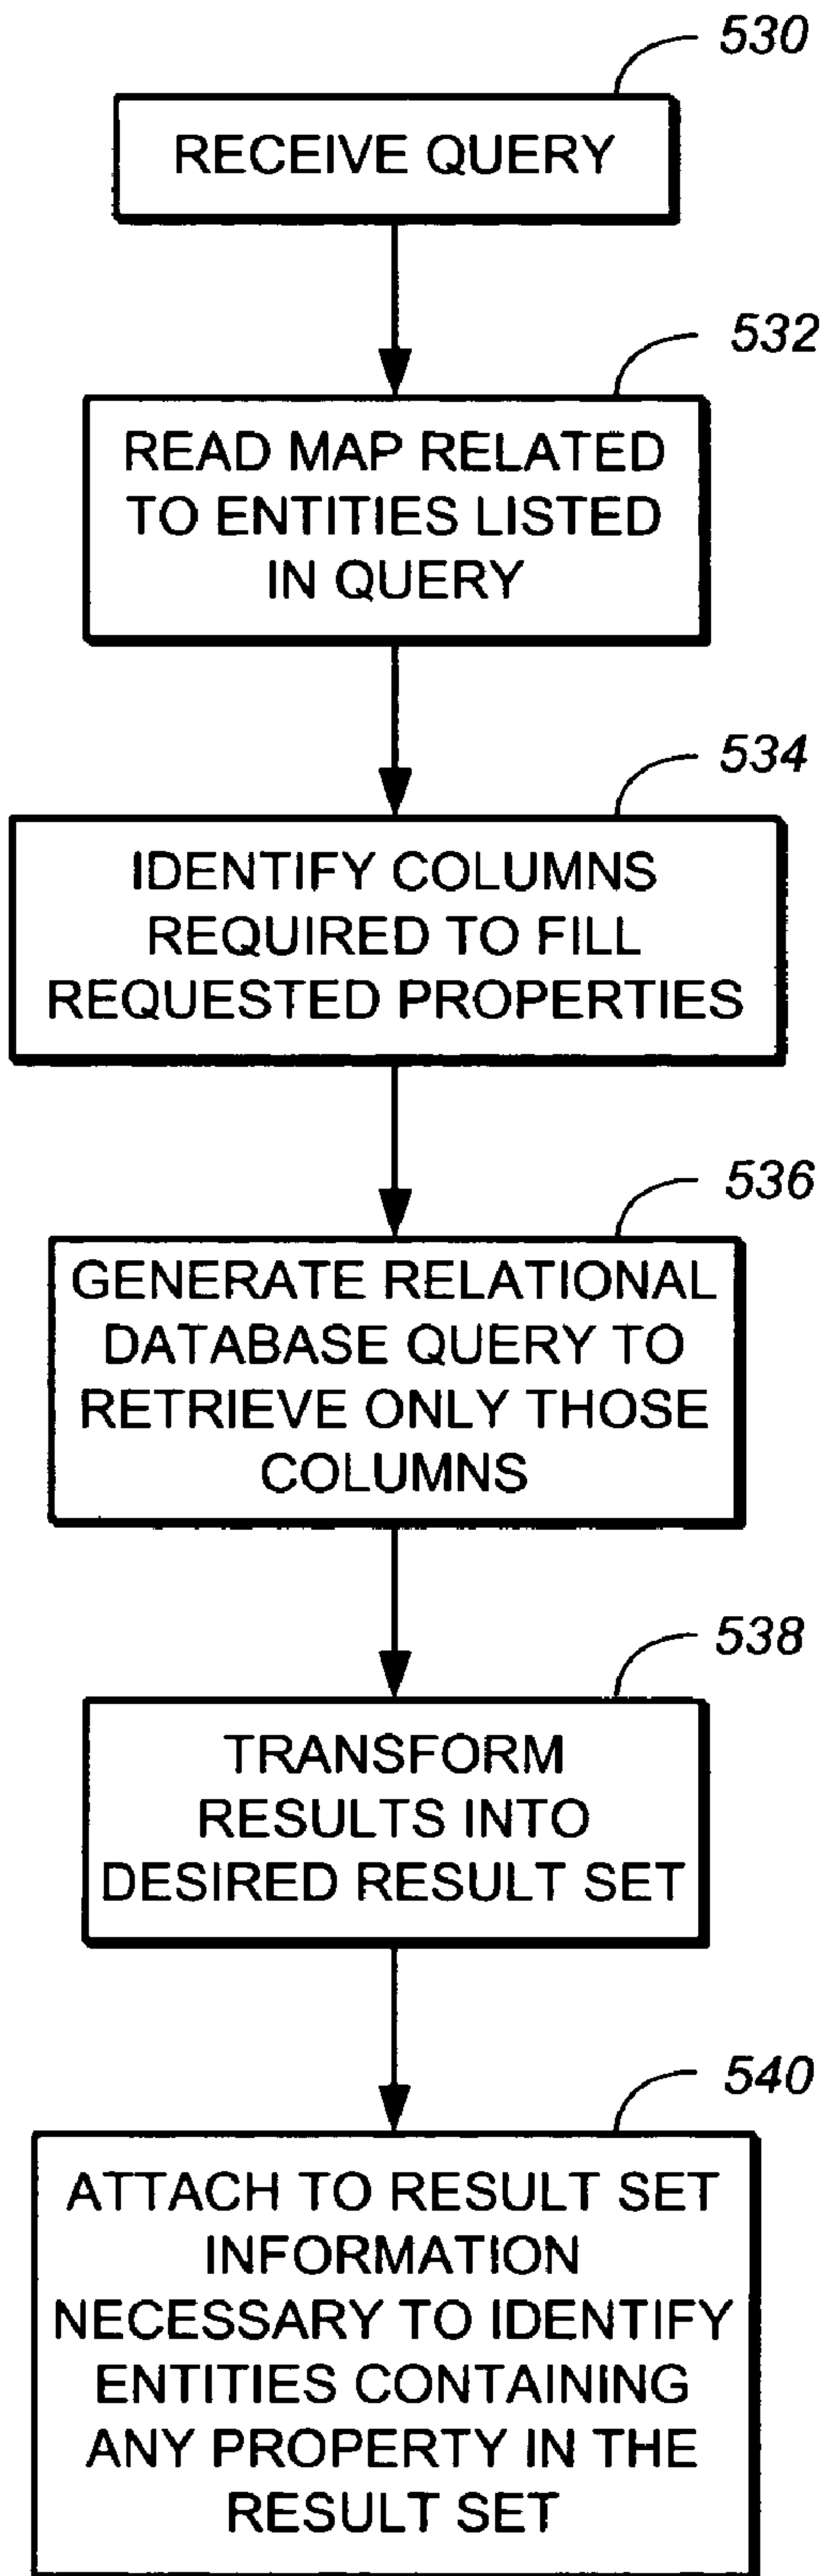 530
RECEIVE QUERY
532
READ MAP RELATED
TO ENTITIES LISTED
IN QUERY
534
IDENTIFY COLUMNS
REQUIRED TO FILL
REQUESTED PROPERTIES
536
GENERATE RELATIONAL
DATABASE QUERY TO
RETRIEVE ONLY THOSE
COLUMNS
538
TRANSFORM
RESULTS INTO
DESIRED RESULT SET
540
ATTACH TO RESULT SET
INFORMATION
NECESSARY TO IDENTIFY
ENTITIES CONTAINING
ANY PROPERTY IN THE
RESULT SET